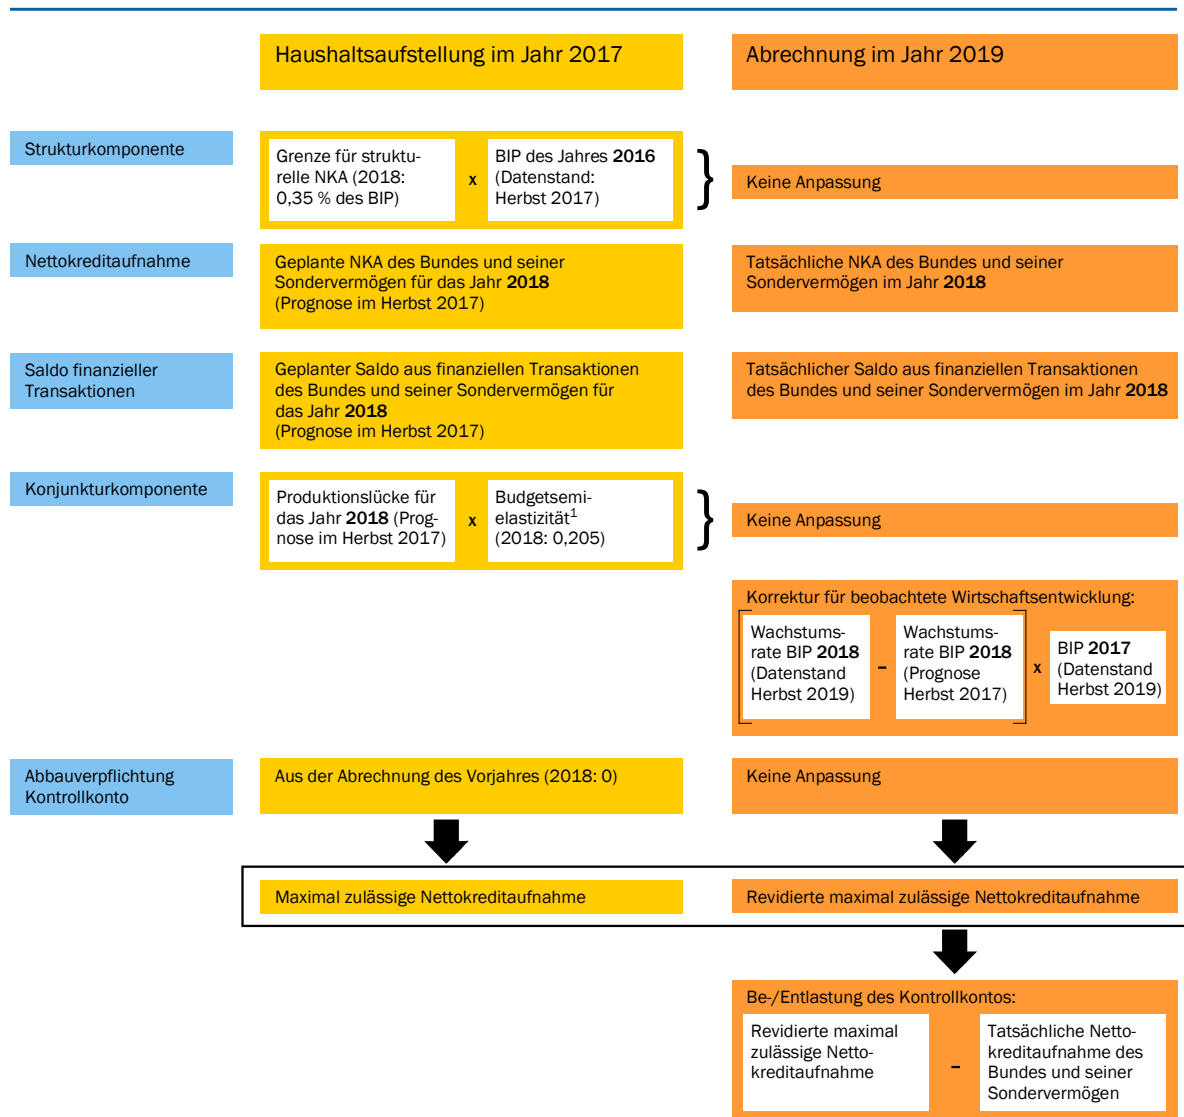 Haushaltsaufstellung im Jahr 2017
Abrechnung im Jahr 2019
Strukturkomponente
Grenze für struktu-
relle NKA (2018:
0,35 % des BIP)
x
BIP des Jahres 2016
(Datenstand:
Herbst 2017)
}
Keine Anpassung
Nettokreditaufnahme
Geplante NKA des Bundes und seiner
Sondervermögen für das Jahr 2018
(Prognose im Herbst 2017)
Tatsächliche NKA des Bundes und seiner
Sondervermögen im Jahr 2018
Saldo finanzieller
Transaktionen
Geplanter Saldo aus finanziellen Transaktionen
des Bundes und seiner Sondervermögen für
das Jahr 2018
(Prognose im Herbst 2017)
Tatsächlicher Saldo aus finanziellen Transaktionen
des Bundes und seiner Sondervermögen im Jahr 2018
Konjunkturkomponente
Produktionslücke für
das Jahr 2018 (Prog-
nose im Herbst 2017)
x
Budgetsemi-
elastizität¹
(2018: 0,205)
}
Keine Anpassung
Korrektur für beobachtete Wirtschaftsentwicklung:
Wachstums-
rate BIP 2018
(Datenstand
Herbst 2019)
–
Wachstums-
rate BIP 2018
(Prognose
Herbst 2017)
x
BIP 2017
(Datenstand
Herbst 2019)
Abbauverpflichtung
Kontrollkonto
Aus der Abrechnung des Vorjahres (2018: 0)
Keine Anpassung
Maximal zulässige Nettokreditaufnahme
Revidierte maximal zulässige Nettokreditaufnahme
Be-/Entlastung des Kontrollkontos:
Revidierte maximal
zulässige Netto-
kreditaufnahme
–
Tatsächliche Netto-
kreditaufnahme des
Bundes und seiner
Sondervermögen